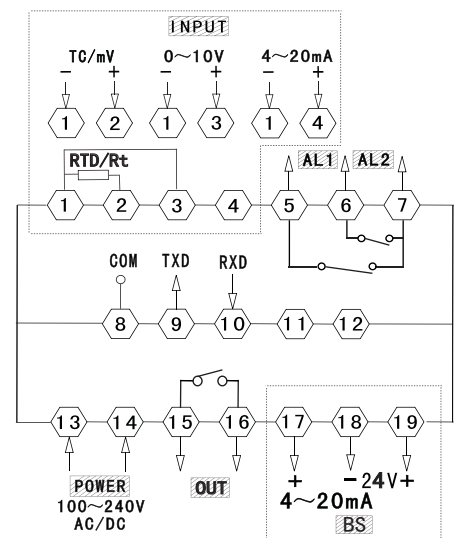 INPUT
TC/mV 0～10V 4～20mA
− + − + − +
1 2 1 3 1 4
RTD/Rt AL1 AL2
1 2 3 4 5 6 7
COM TXD RXD
8 9 10 11 12
13 14 15 16 17 18 19
POWER OUT + − 24V +
100～240V 4～20mA
AC/DC BS